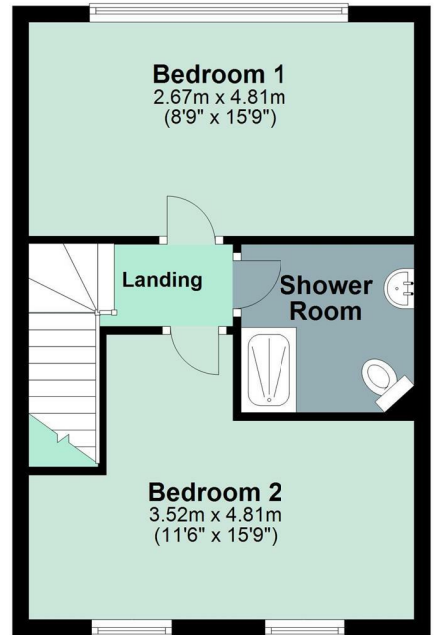 Bedroom 1
2.67m x 4.81m
(8'9" x 15'9")
Landing
Shower
Room
Bedroom 2
3.52m x 4.81m
(11'6" x 15'9")